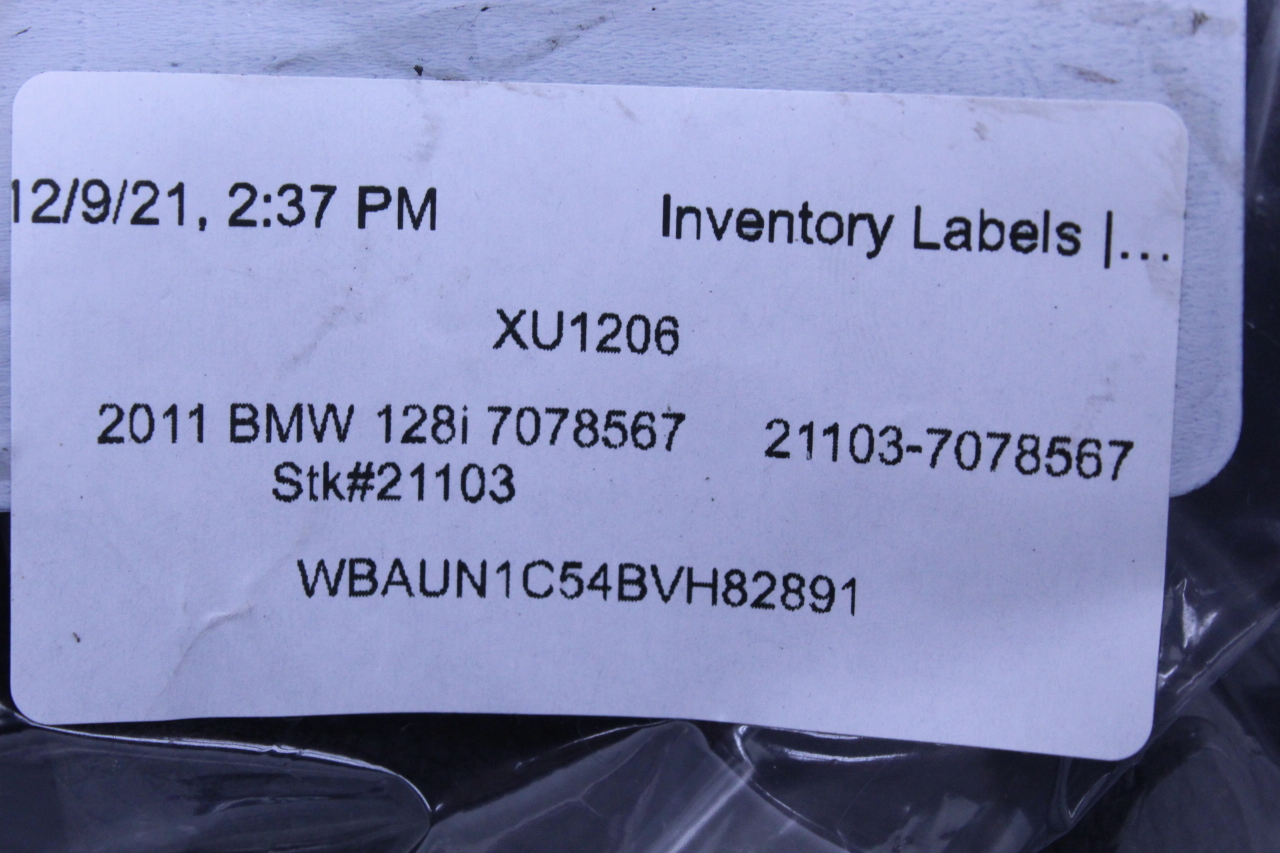 12/9/21, 2:37 PM Inventory Labels |...
XU1206
2011 BMW 128i 7078567 21103-7078567
Stk#21103
WBAUN1C54BVH82891